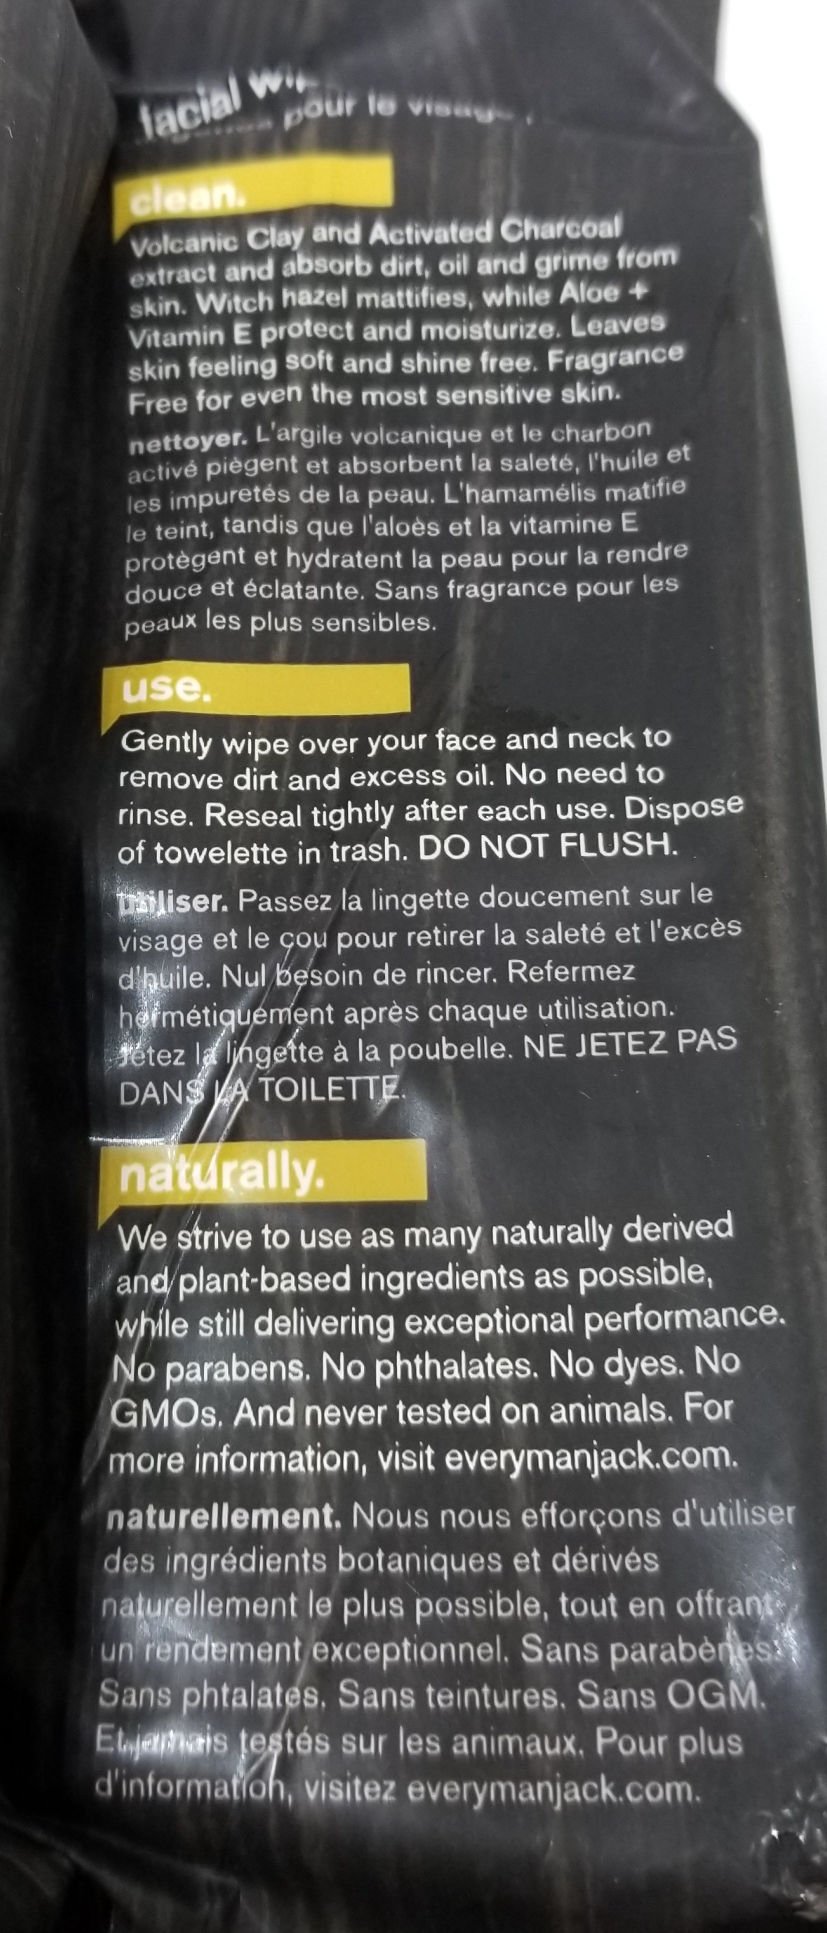 facial
pour le visage
clean.
Volcanic Clay and Activated Charcoal
extract and absorb dirt, oil and grime from
skin. Witch hazel mattifies, while Aloe +
Vitamin E protect and moisturize. Leaves
skin feeling soft and shine free. Fragrance
Free for even the most sensitive skin.
nettoyer. L'argile volcanique et le charbon
activé piègent et absorbent la saleté, l'huile et
les impuretés de la peau. L'hamamélis matifie
le teint, tandis que l'aloès et la vitamine E
protègent et hydratent la peau pour la rendre
douce et éclatante. Sans fragrance pour les
peaux les plus sensibles.
use.
Gently wipe over your face and neck to
remove dirt and excess oil. No need to
rinse. Reseal tightly after each use. Dispose
of towelette in trash. DO NOT FLUSH.
utiliser. Passez la lingette doucement sur le
visage et le cou pour retirer la saleté et l'excès
d'huile. Nul besoin de rincer. Refermez
hermétiquement après chaque utilisation.
Jetez la lingette à la poubelle. NE JETEZ PAS
DANS LA TOILETTE.
naturally.
We strive to use as many naturally derived
and plant-based ingredients as possible,
while still delivering exceptional performance.
No parabens. No phthalates. No dyes. No
GMOs. And never tested on animals. For
more information, visit everymanjack.com.
naturellement. Nous nous efforçons d'utiliser
des ingrédients botaniques et dérivés
naturellement le plus possible, tout en offrant
un rendement exceptionnel. Sans parabènes.
Sans phtalates. Sans teintures. Sans OGM.
Et jamais testés sur les animaux. Pour plus
d'information, visitez everymanjack.com.